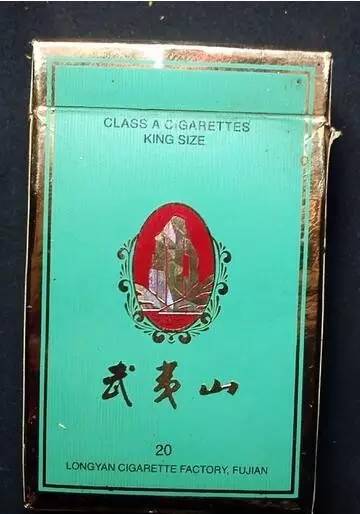 CLASS A CIGARETTES
KING SIZE
武夷山
20
LONGYAN CIGARETTE FACTORY, FUJIAN